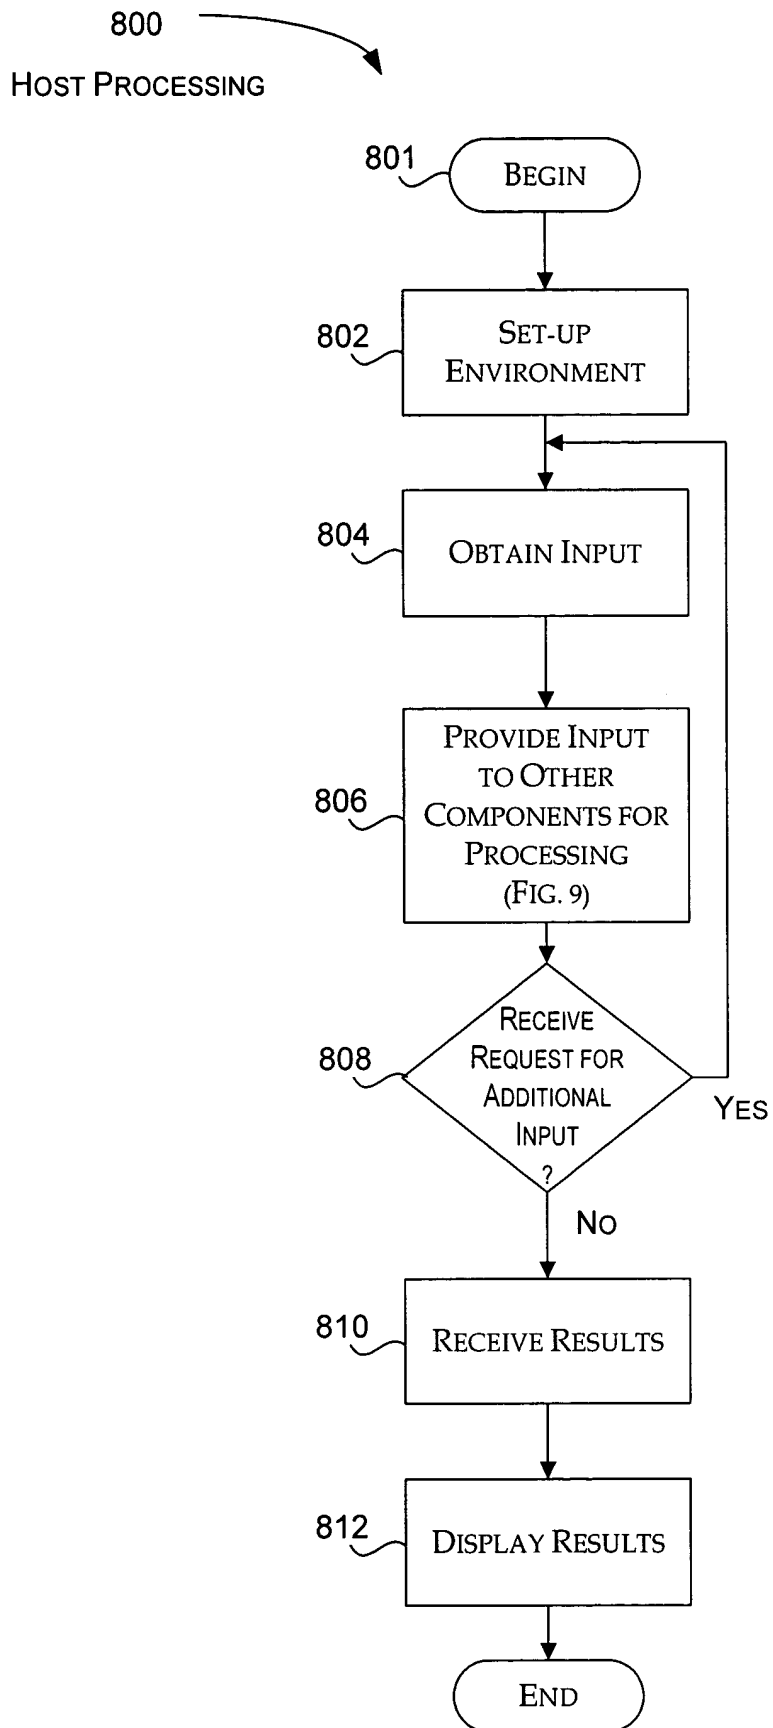 800
HOST PROCESSING
801
BEGIN
802
SET-UP
ENVIRONMENT
804
OBTAIN INPUT
806
PROVIDE INPUT
TO OTHER
COMPONENTS FOR
PROCESSING
(FIG. 9)
808
RECEIVE
REQUEST FOR
ADDITIONAL
INPUT
?
YES
NO
810
RECEIVE RESULTS
812
DISPLAY RESULTS
END